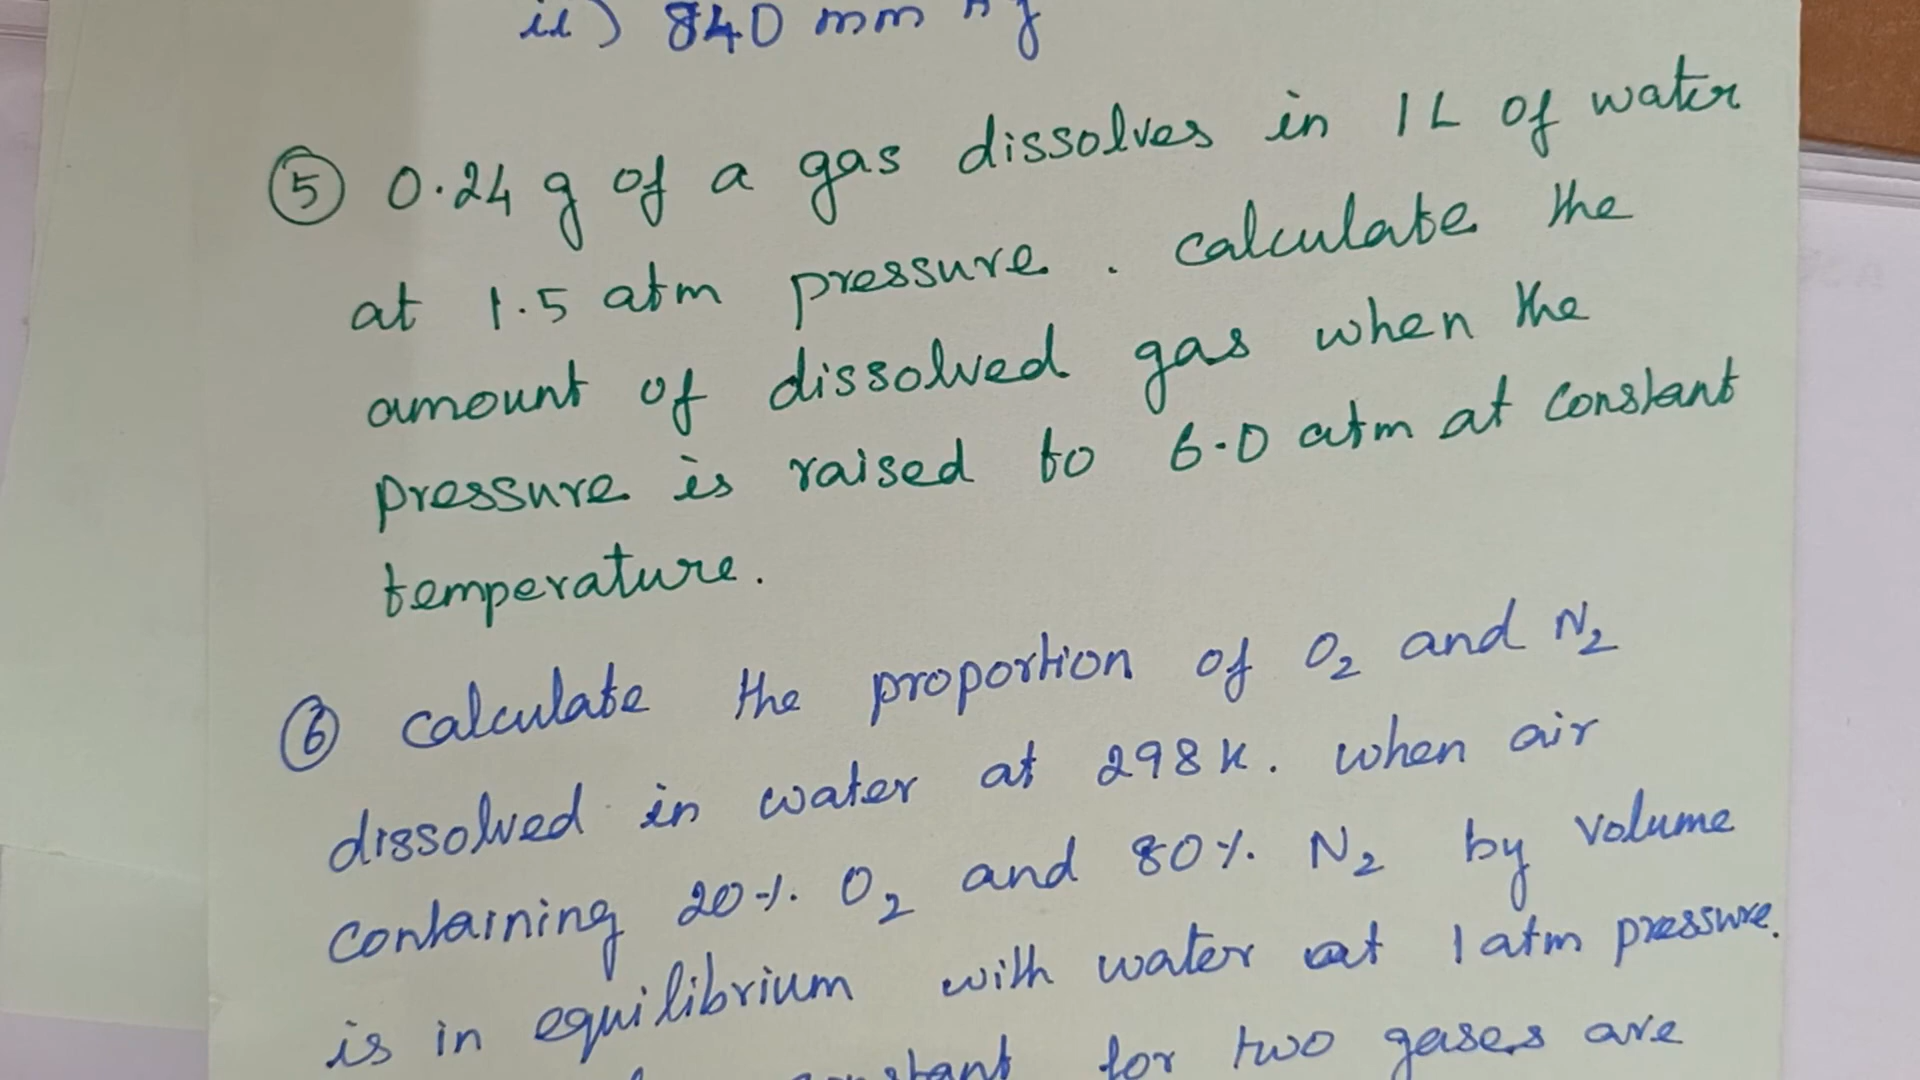 ii) 840 mm Hg
⑤ 0.24 g of a gas dissolves in 1L of water
at 1.5 atm pressure. calculate the
amount of dissolved gas when the
pressure is raised to 6.0 atm at constant
temperature.
⑥ calculate the proportion of O₂ and N₂
dissolved in water at 298K. when air
containing 20% O₂ and 80% N₂ by volume
is in equilibrium with water at 1 atm pressure.
constant for two gases are